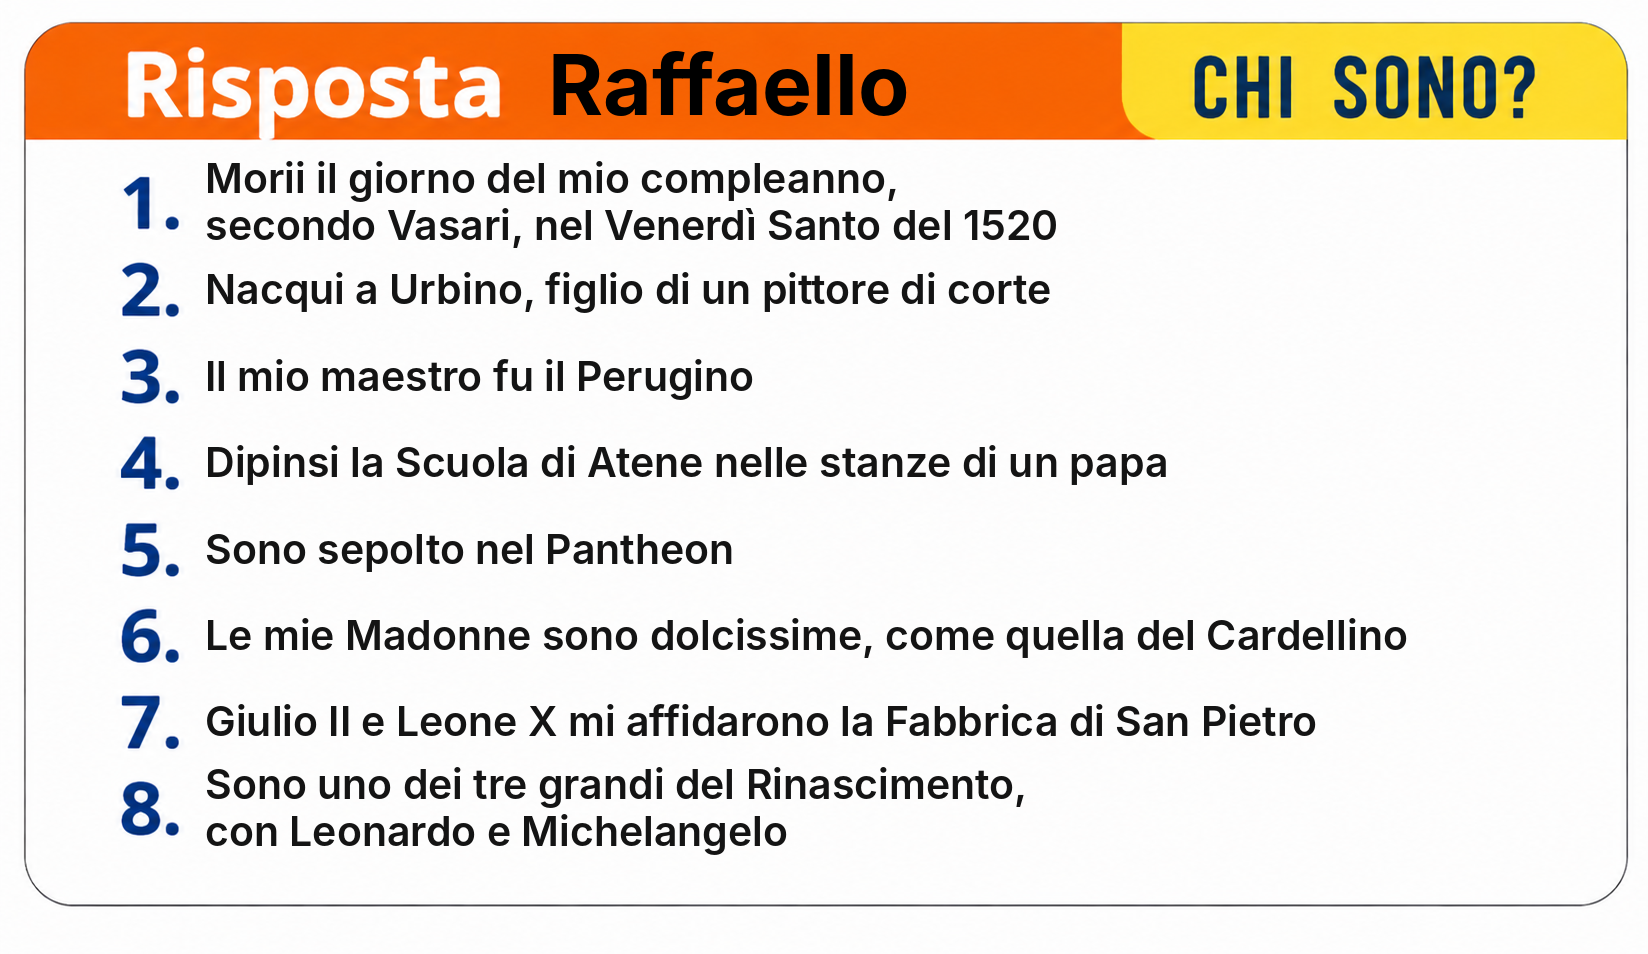 Risposta Raffaello CHI SONO?
1. Morii il giorno del mio compleanno,
secondo Vasari, nel Venerdì Santo del 1520
2. Nacqui a Urbino, figlio di un pittore di corte
3. Il mio maestro fu il Perugino
4. Dipinsi la Scuola di Atene nelle stanze di un papa
5. Sono sepolto nel Pantheon
6. Le mie Madonne sono dolcissime, come quella del Cardellino
7. Giulio II e Leone X mi affidarono la Fabbrica di San Pietro
8. Sono uno dei tre grandi del Rinascimento,
con Leonardo e Michelangelo